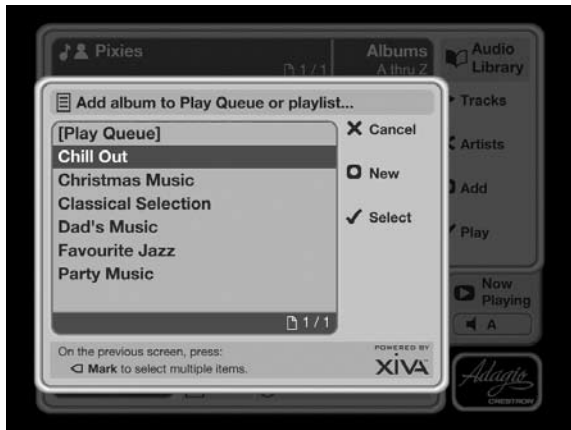 Pixies
1/1
Albums
A thru Z
Audio
Library
Tracks
Artists
Add
Play
Now
Playing
A
Add album to Play Queue or playlist...
[Play Queue]
Chill Out
Christmas Music
Classical Selection
Dad's Music
Favourite Jazz
Party Music
1/1
Cancel
New
Select
On the previous screen, press:
Mark to select multiple items.
POWERED BY
XiVA
Adagio
CRESTRON